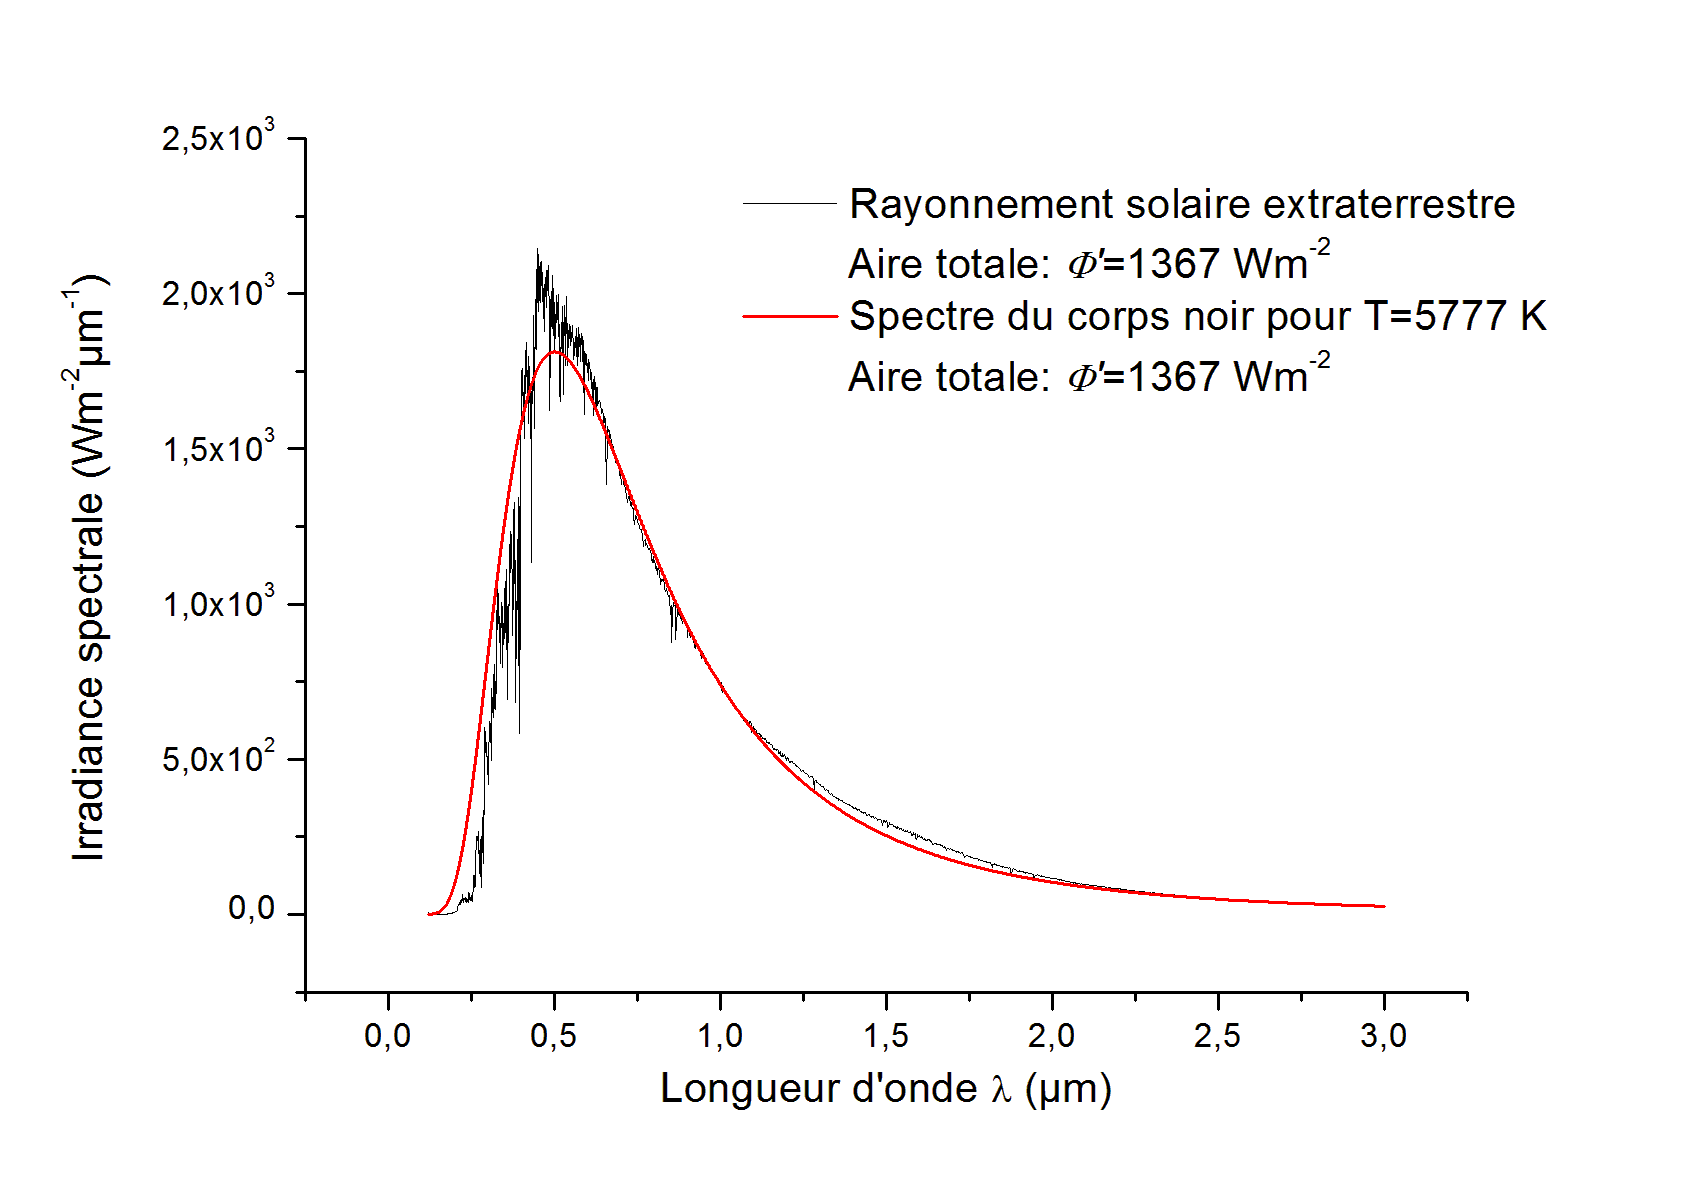 2,5x10³
2,0x10³
1,5x10³
1,0x10³
5,0x10²
0,0
Irradiance spectrale (Wm⁻²µm⁻¹)
Rayonnement solaire extraterrestre
Aire totale: Φ'=1367 Wm⁻²
Spectre du corps noir pour T=5777 K
Aire totale: Φ'=1367 Wm⁻²
0,0 0,5 1,0 1,5 2,0 2,5 3,0
Longueur d'onde λ (µm)